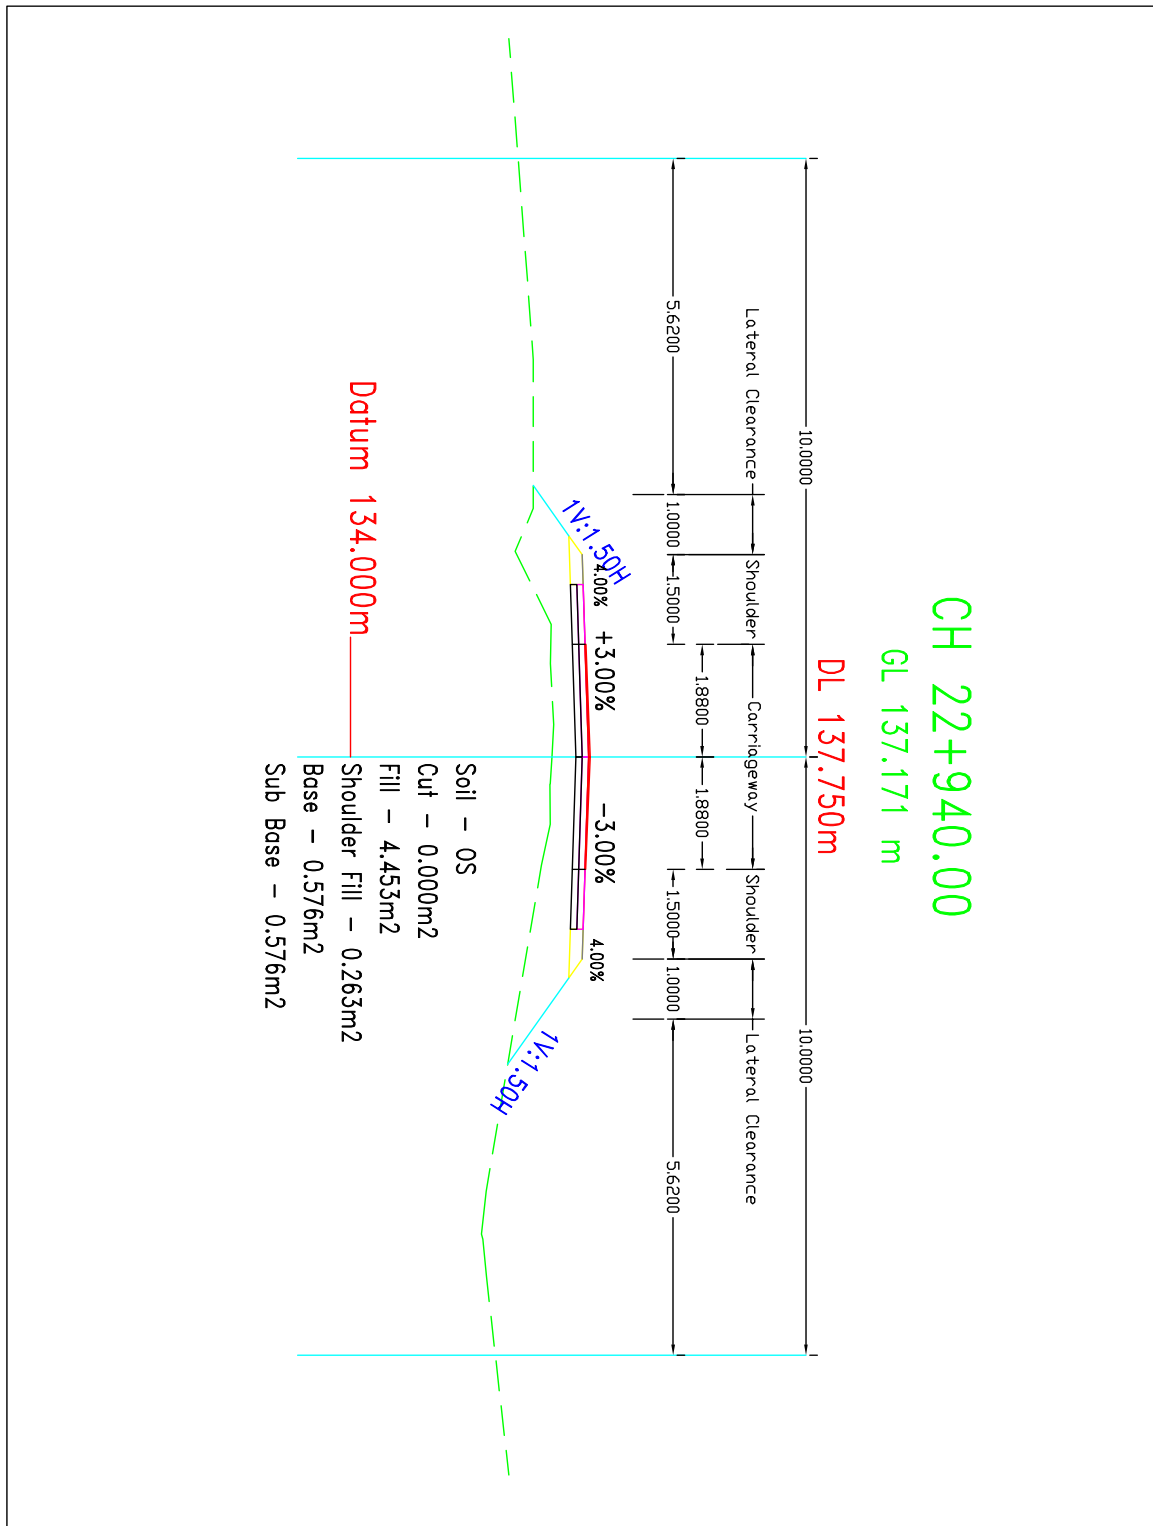 CH 22+940.00
GL 137.171 m
DL 137.750m
10.0000
10.0000
Lateral Clearance
Shoulder
Carriageway
Shoulder
Lateral Clearance
1.8800
1.8800
5.6200
1.0000
1.5000
1.5000
1.0000
5.6200
1V:1.50H
4.00%
+3.00%
-3.00%
4.00%
1V:1.50H
Datum 134.000m
Soil - OS
Cut - 0.000m2
Fill - 4.453m2
Shoulder Fill - 0.263m2
Base - 0.576m2
Sub Base - 0.576m2